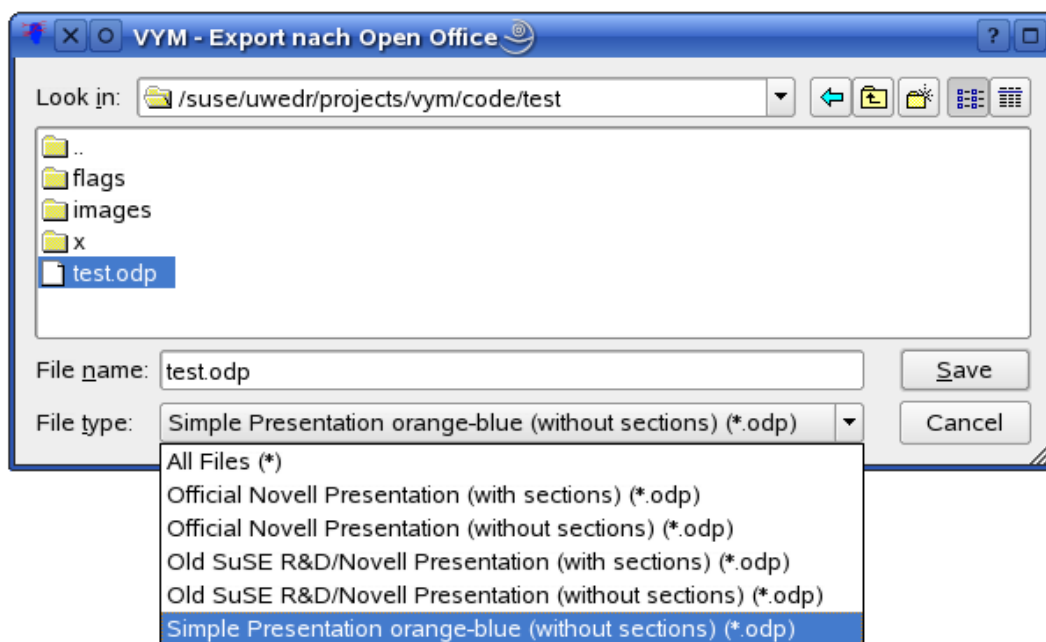 VYM - Export nach Open Office
?
Look in: /suse/uwedr/projects/vym/code/test
..
flags
images
x
test.odp
File name: test.odp Save
File type: Simple Presentation orange-blue (without sections) (*.odp) Cancel
All Files (*)
Official Novell Presentation (with sections) (*.odp)
Official Novell Presentation (without sections) (*.odp)
Old SuSE R&D/Novell Presentation (with sections) (*.odp)
Old SuSE R&D/Novell Presentation (without sections) (*.odp)
Simple Presentation orange-blue (without sections) (*.odp)